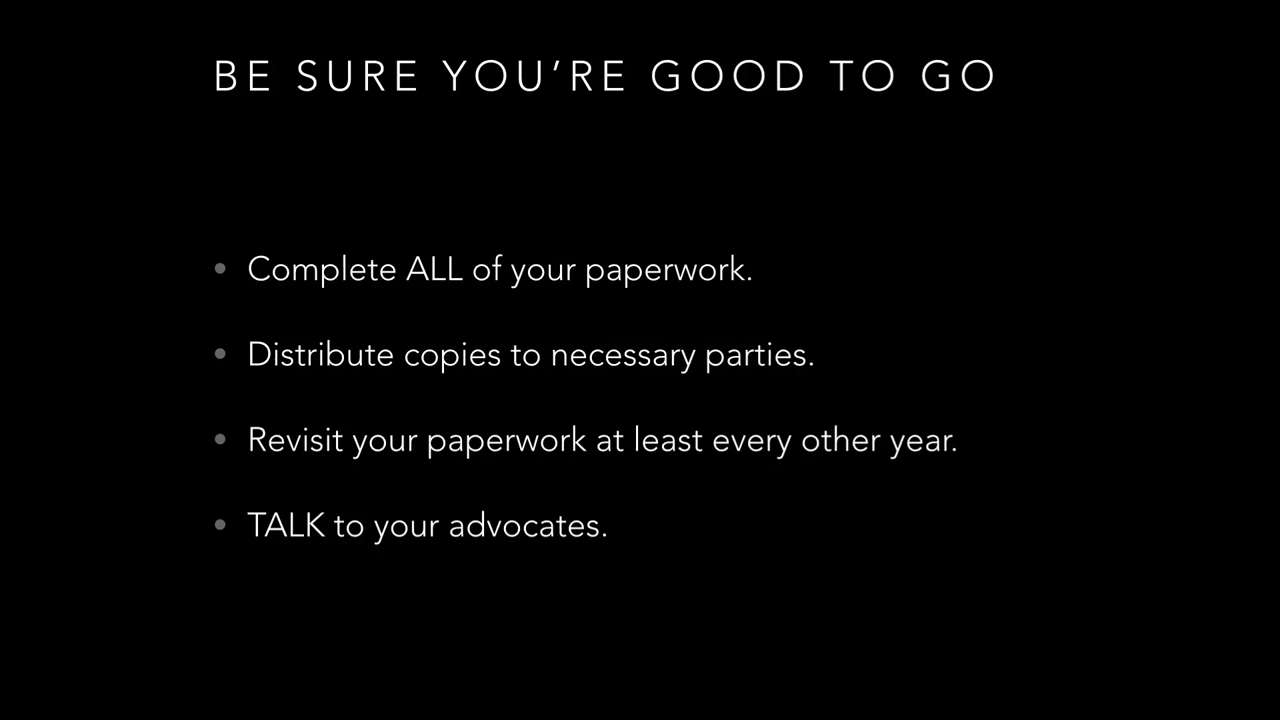 BE SURE YOU’RE GOOD TO GO
• Complete ALL of your paperwork.
• Distribute copies to necessary parties.
• Revisit your paperwork at least every other year.
• TALK to your advocates.